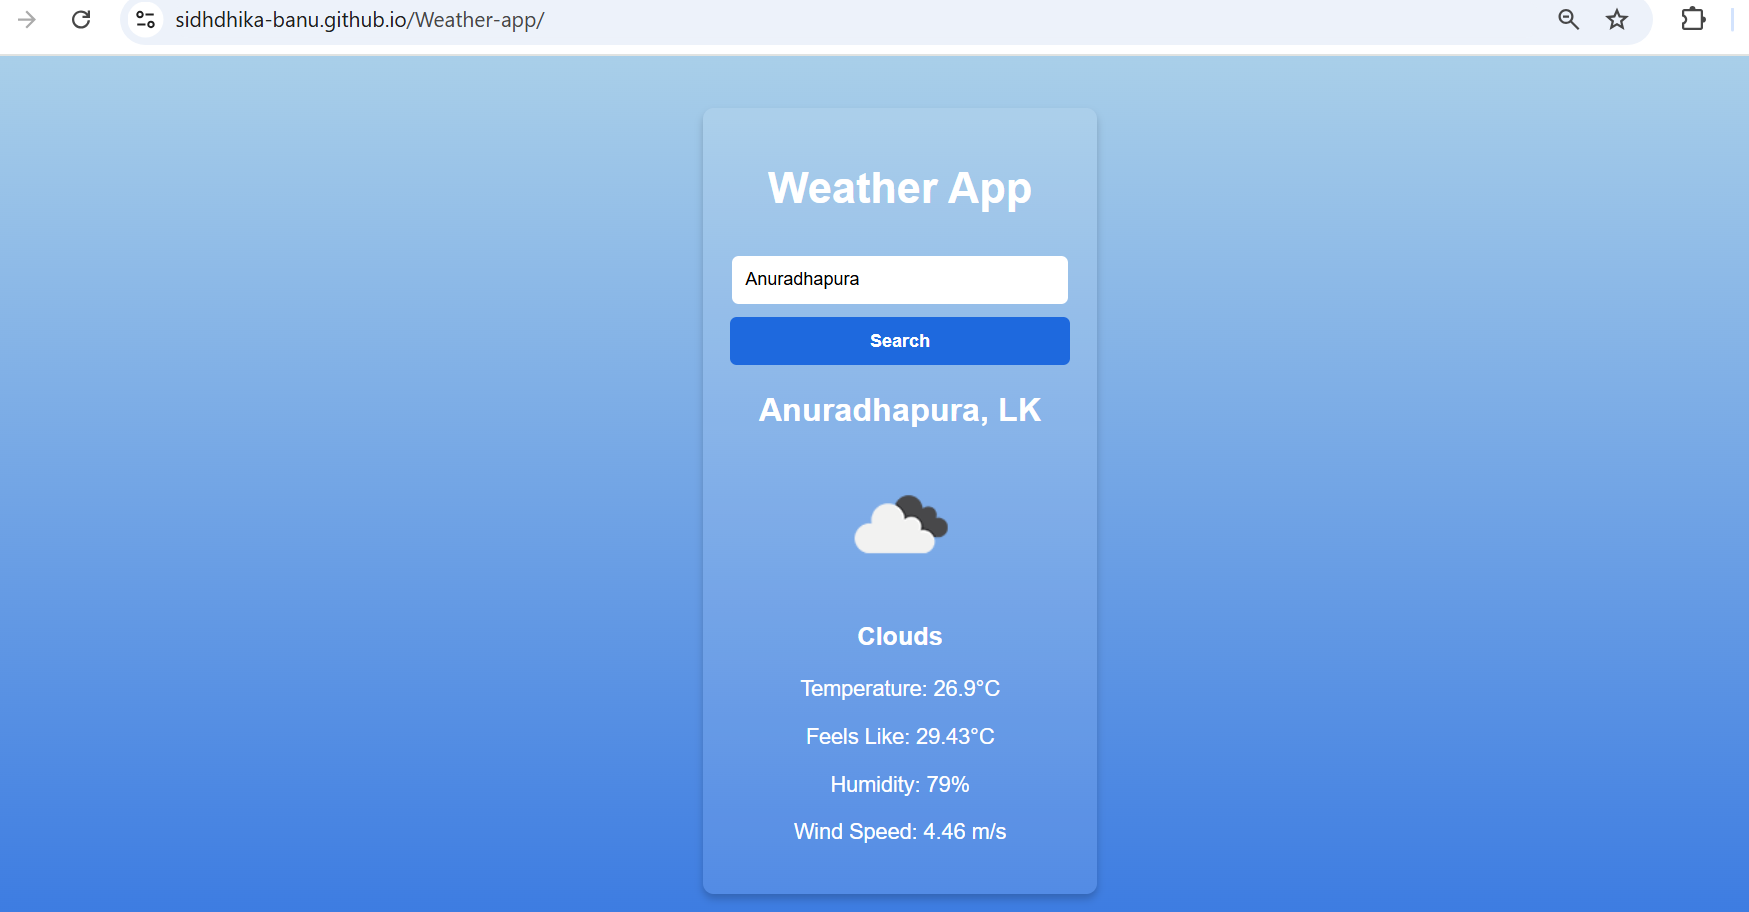 sidhdhika-banu.github.io/Weather-app/
Weather App
Anuradhapura
Search
Anuradhapura, LK
Clouds
Temperature: 26.9°C
Feels Like: 29.43°C
Humidity: 79%
Wind Speed: 4.46 m/s